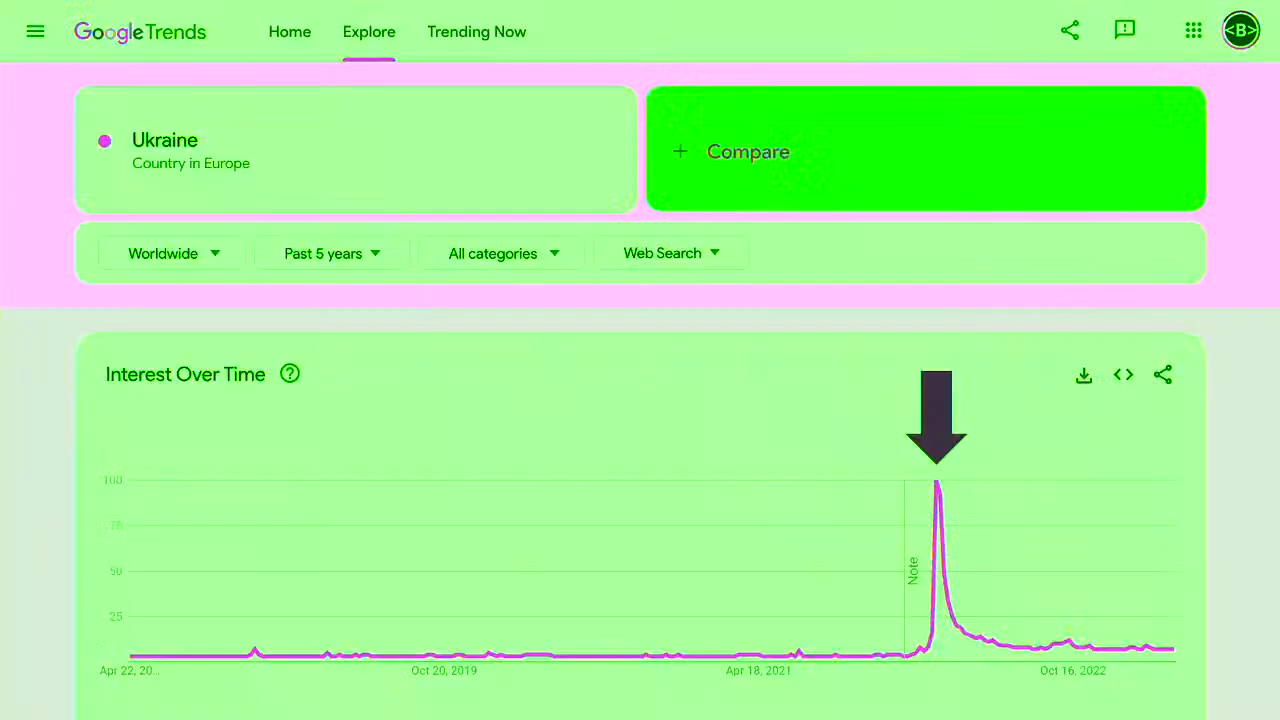 Google Trends Home Explore Trending Now <B>
Ukraine
Country in Europe
+ Compare
Worldwide Past 5 years All categories Web Search
Interest Over Time
100
75
50
25
Note
Apr 22, 20... Oct 20, 2019 Apr 18, 2021 Oct 16, 2022